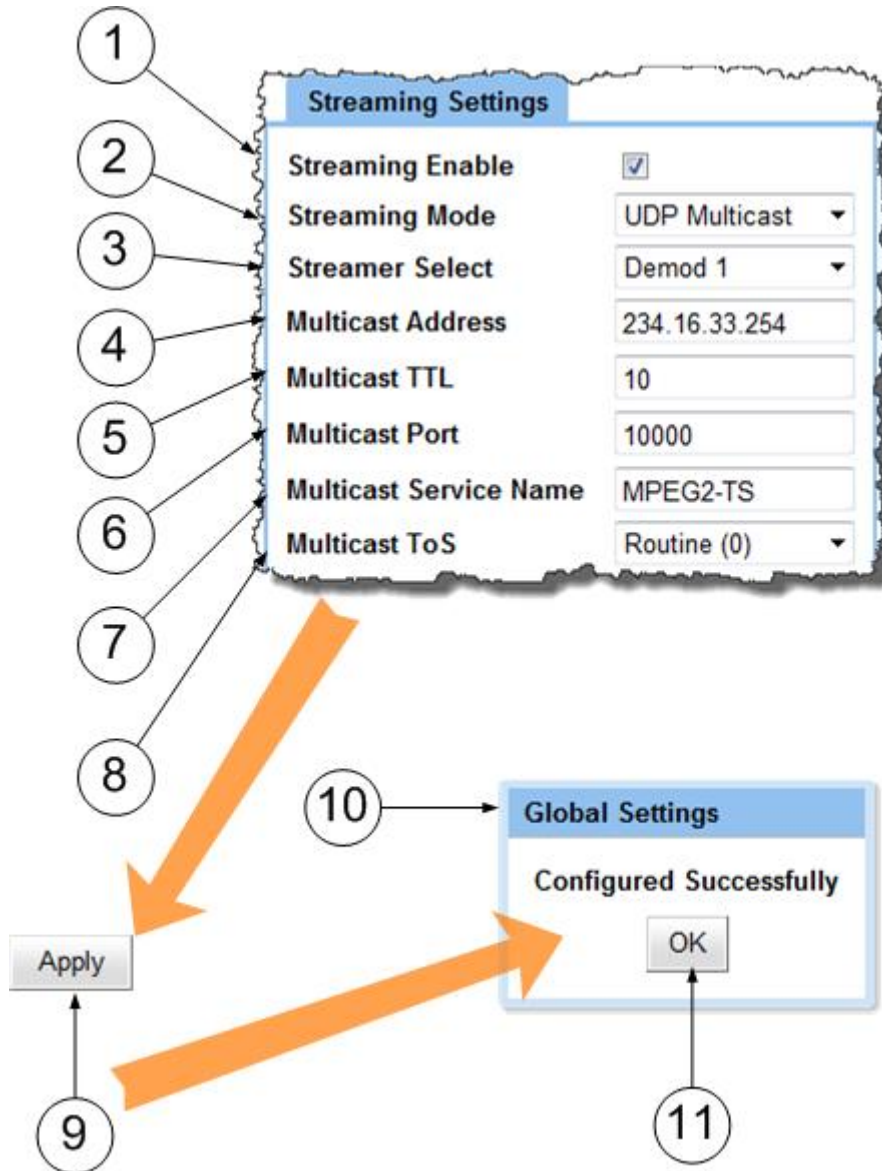 1
Streaming Settings
2
Streaming Enable
Streaming Mode UDP Multicast
3
Streamer Select Demod 1
4
Multicast Address 234.16.33.254
5
Multicast TTL 10
6
Multicast Port 10000
7
Multicast Service Name MPEG2-TS
8
Multicast ToS Routine (0)
10
Global Settings
Configured Successfully
OK
Apply
9
11